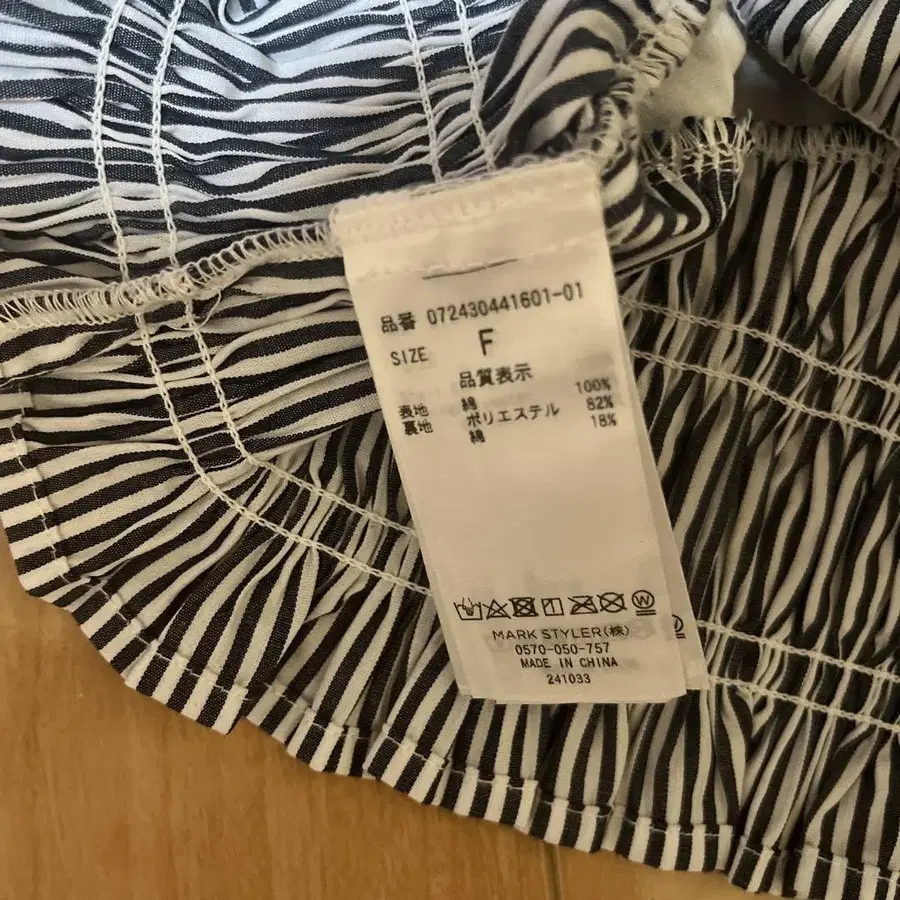 品番 072430441601-01
SIZE F
品質表示
表地 綿 100%
裏地 ポリエステル 82%
綿 18%
W
MARK STYLER(株)
0570-050-757
MADE IN CHINA
241033